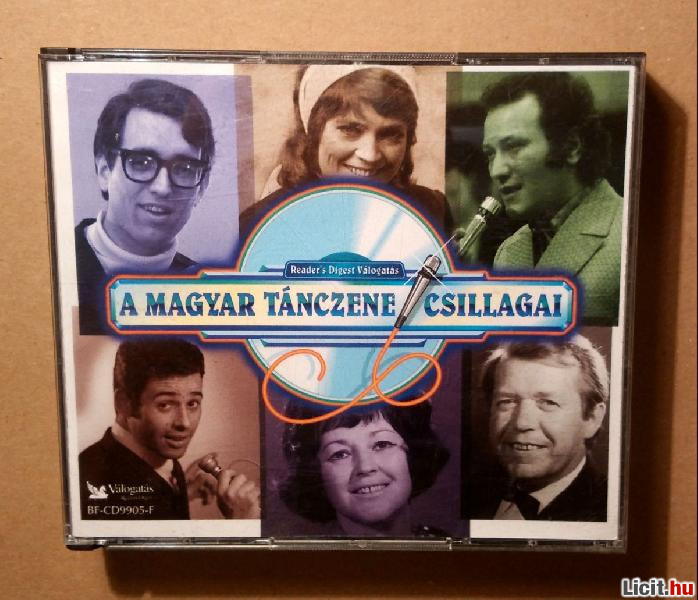 Reader's Digest Válogatás
A MAGYAR TÁNCZENE CSILLAGAI
Válogatás
BF-CD9905-F
Licit.hu